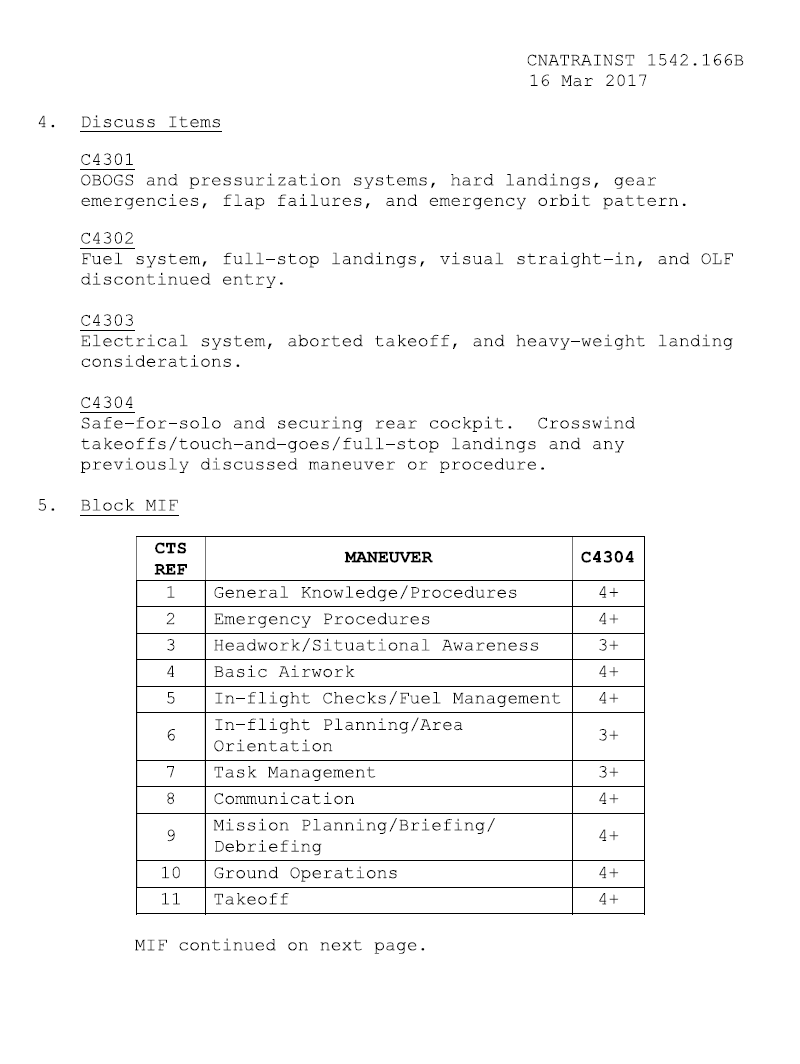 CNATRAINST 1542.166B
16 Mar 2017
4. Discuss Items
C4301
OBOGS and pressurization systems, hard landings, gear
emergencies, flap failures, and emergency orbit pattern.
C4302
Fuel system, full-stop landings, visual straight-in, and OLF
discontinued entry.
C4303
Electrical system, aborted takeoff, and heavy-weight landing
considerations.
C4304
Safe-for-solo and securing rear cockpit. Crosswind
takeoffs/touch-and-goes/full-stop landings and any
previously discussed maneuver or procedure.
5. Block MIF
CTS
REF
MANEUVER
C4304
1 General Knowledge/Procedures 4+
2 Emergency Procedures 4+
3 Headwork/Situational Awareness 3+
4 Basic Airwork 4+
5 In-flight Checks/Fuel Management 4+
6 In-flight Planning/Area
Orientation 3+
7 Task Management 3+
8 Communication 4+
9 Mission Planning/Briefing/
Debriefing 4+
10 Ground Operations 4+
11 Takeoff 4+
MIF continued on next page.